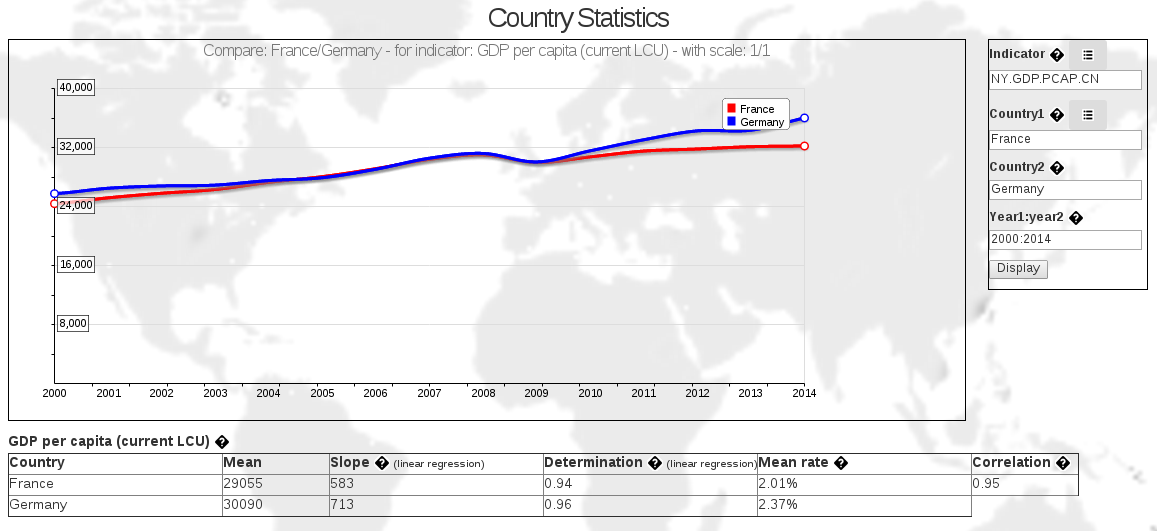 Country Statistics
Compare: France/Germany - for indicator: GDP per capita (current LCU) - with scale: 1/1
40,000
32,000
24,000
16,000
8,000
2000 2001 2002 2003 2004 2005 2006 2007 2008 2009 2010 2011 2012 2013 2014
France
Germany
Indicator
NY.GDP.PCAP.CN
Country1
France
Country2
Germany
Year1:year2
2000:2014
Display
GDP per capita (current LCU)
Country Mean Slope (linear regression) Determination (linear regression) Mean rate Correlation
France 29055 583 0.94 2.01% 0.95
Germany 30090 713 0.96 2.37%